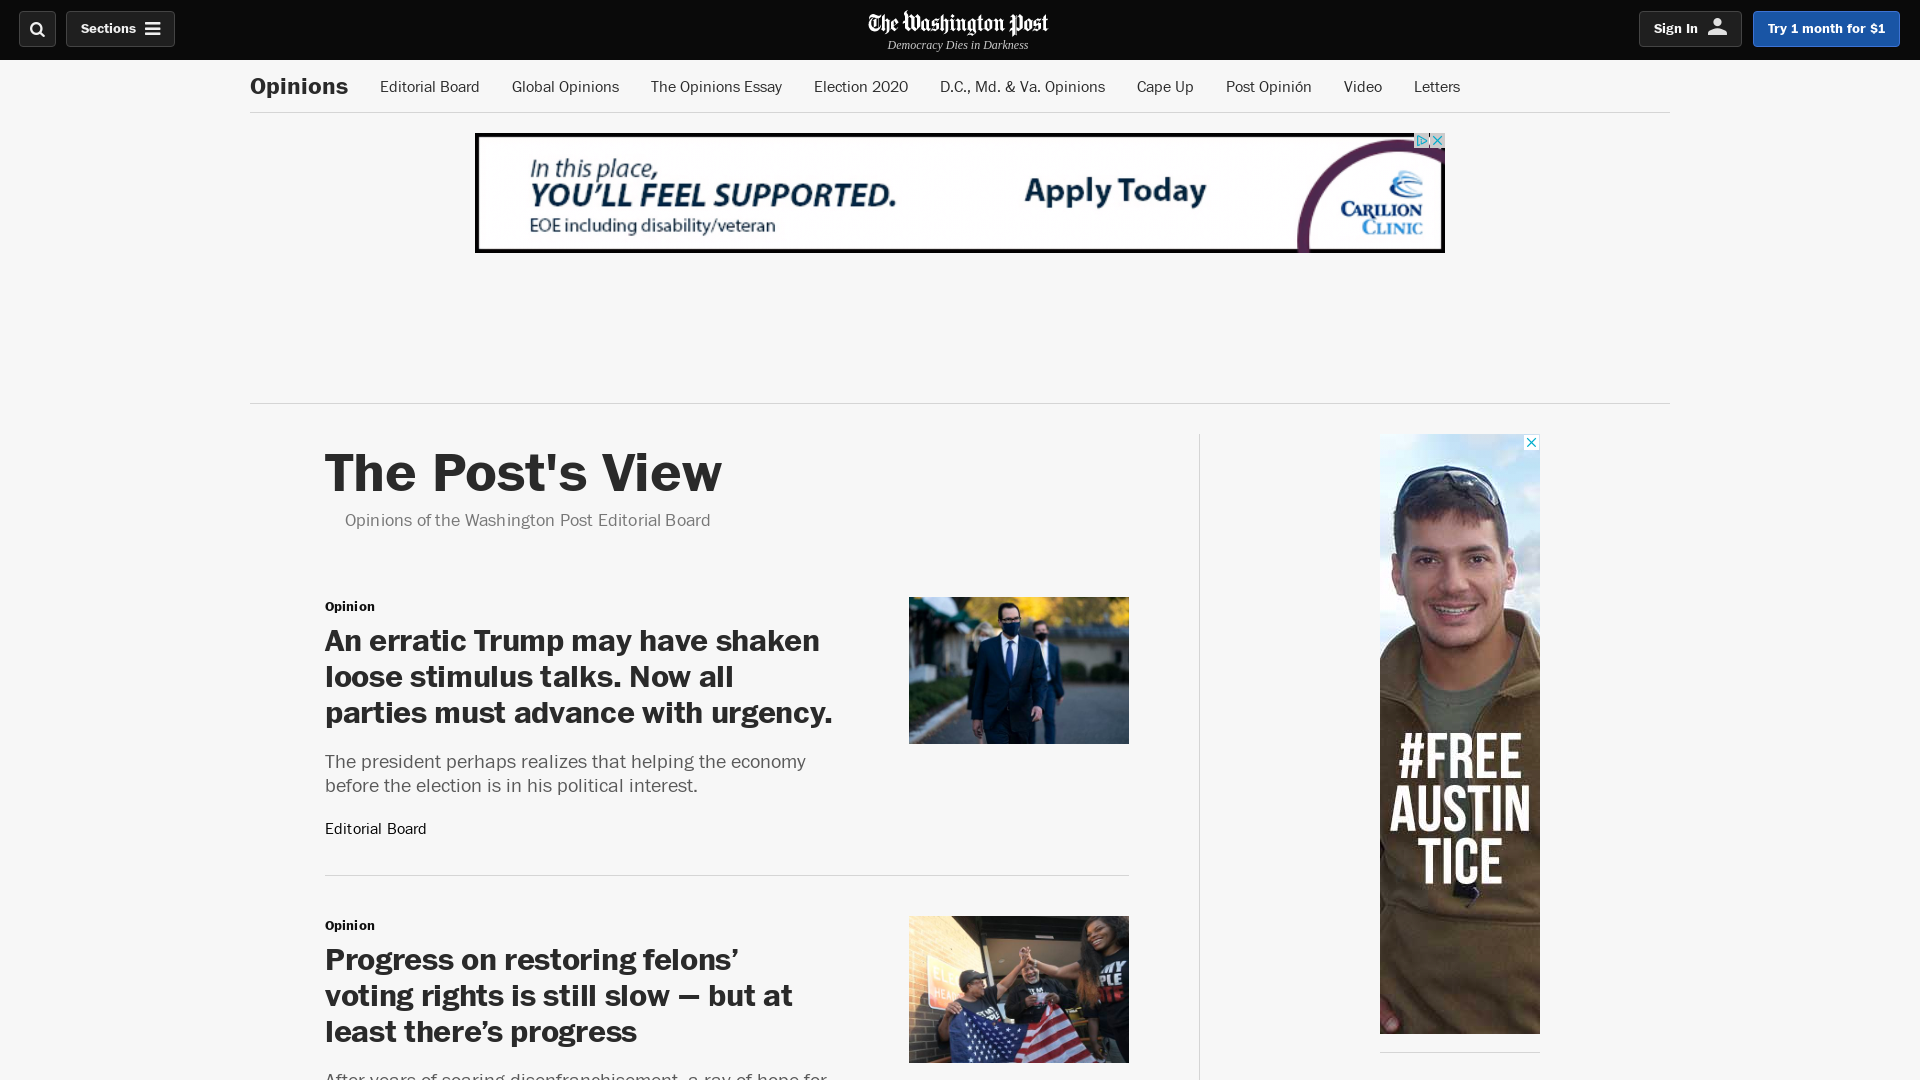 Sections
The Washington Post
Democracy Dies in Darkness
Sign In
Try 1 month for $1
Opinions
Editorial Board
Global Opinions
The Opinions Essay
Election 2020
D.C., Md. & Va. Opinions
Cape Up
Post Opinión
Video
Letters
In this place,
YOU'LL FEEL SUPPORTED.
EOE including disability/veteran
Apply Today
CARILION
CLINIC
The Post's View
Opinions of the Washington Post Editorial Board
Opinion
An erratic Trump may have shaken
loose stimulus talks. Now all
parties must advance with urgency.
The president perhaps realizes that helping the economy
before the election is in his political interest.
Editorial Board
#FREE
AUSTIN
TICE
Opinion
Progress on restoring felons’
voting rights is still slow — but at
least there’s progress
After years of soaring disenfranchisement, a ray of hope for